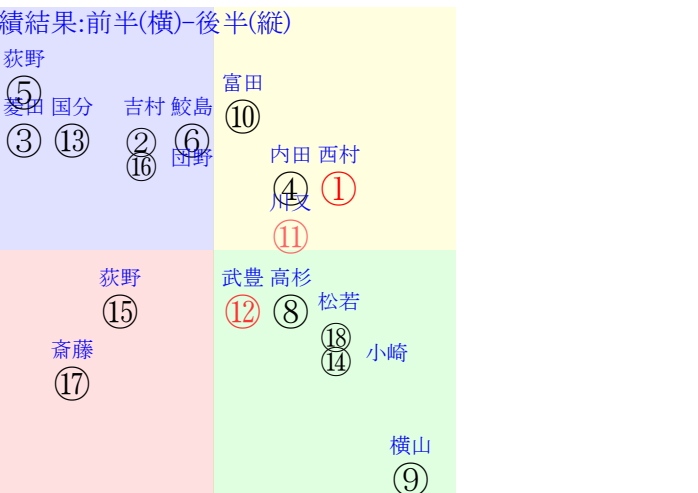 績結果:前半(横)-後半(縦)
荻野
⑤
富田
⑩
菱田 国分 吉村 鮫島
③ ⑬ ② ⑥
⑯ 団野
内田 西村
④ ①
川又
⑪
荻野 武豊 高杉
⑮ ⑫ ⑧
松若
⑱
斎藤 ⑭ 小崎
⑰
横山
⑨